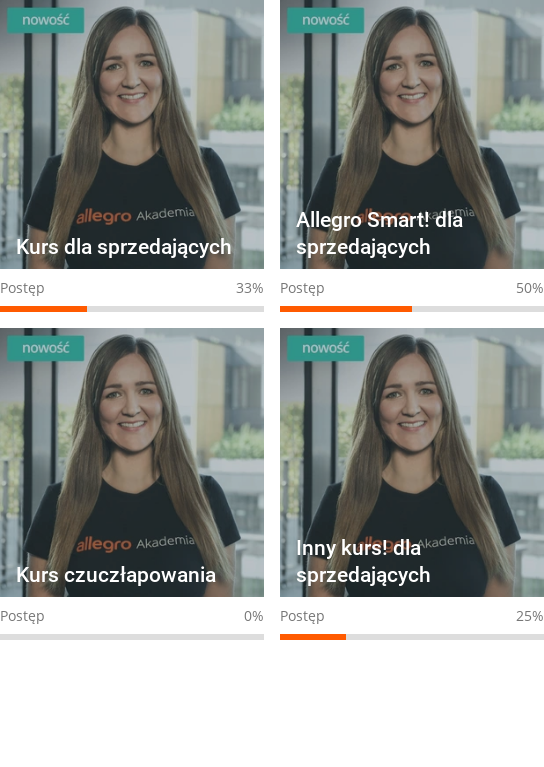 nowość
allegro Akademia
Kurs dla sprzedających
Postęp 33%
nowość
allegro Akademia
Allegro Smart! dla
sprzedających
Postęp 50%
nowość
allegro Akademia
Kurs czuczłapowania
Postęp 0%
nowość
allegro Akademia
Inny kurs! dla
sprzedających
Postęp 25%